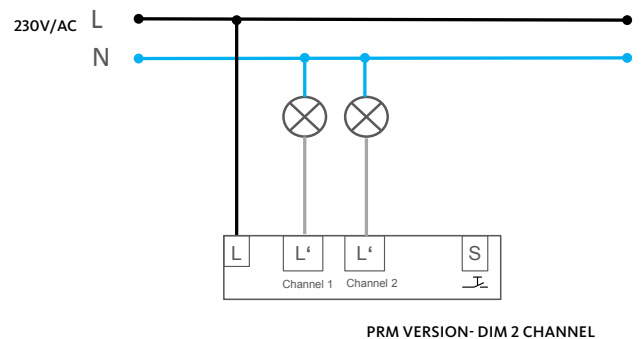 230V/AC L
N
L L‘ L‘ S
Channel 1 Channel 2
PRM VERSION- DIM 2 CHANNEL